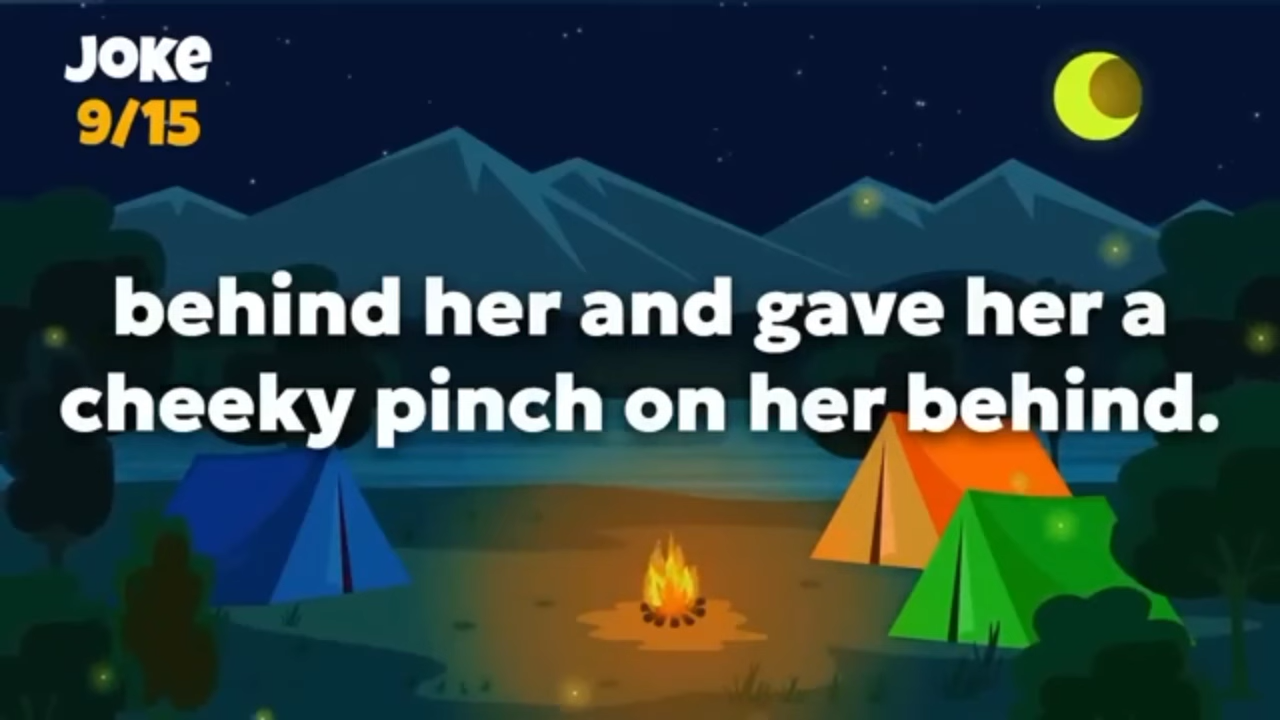 Joke
9/15
behind her and gave her a
cheeky pinch on her behind.